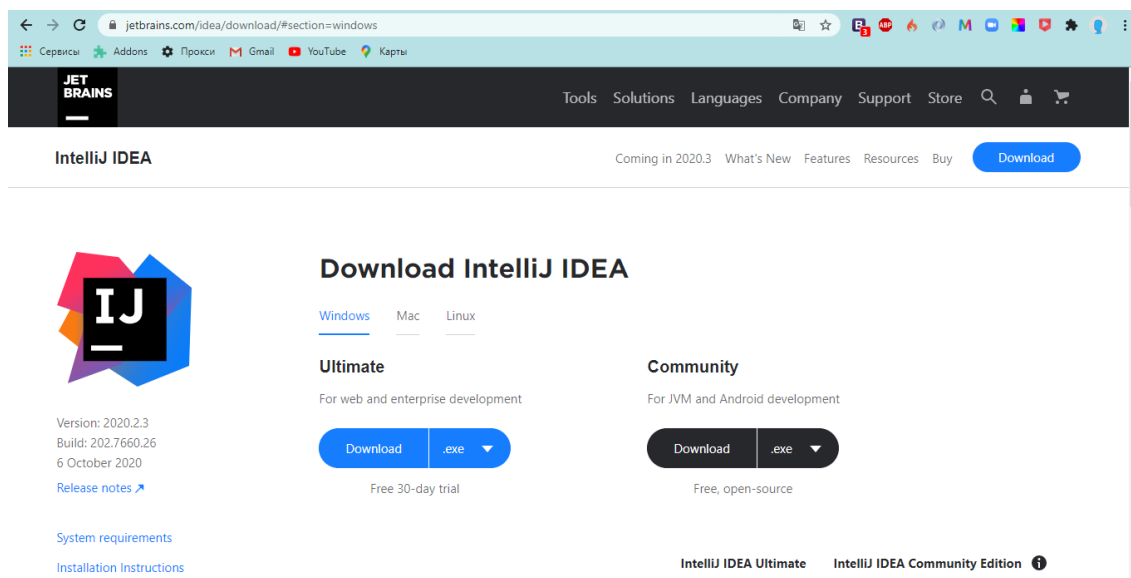 jetbrains.com/idea/download/#section=windows
Сервисы Addons Прокси Gmail YouTube Карты
JET
BRAINS
Tools Solutions Languages Company Support Store
IntelliJ IDEA
Coming in 2020.3 What's New Features Resources Buy Download
IJ
Download IntelliJ IDEA
Windows Mac Linux
Ultimate
For web and enterprise development
Download .exe
Free 30-day trial
Community
For JVM and Android development
Download .exe
Free, open-source
Version: 2020.2.3
Build: 202.7660.26
6 October 2020
Release notes ↗
System requirements
Installation Instructions
IntelliJ IDEA Ultimate IntelliJ IDEA Community Edition